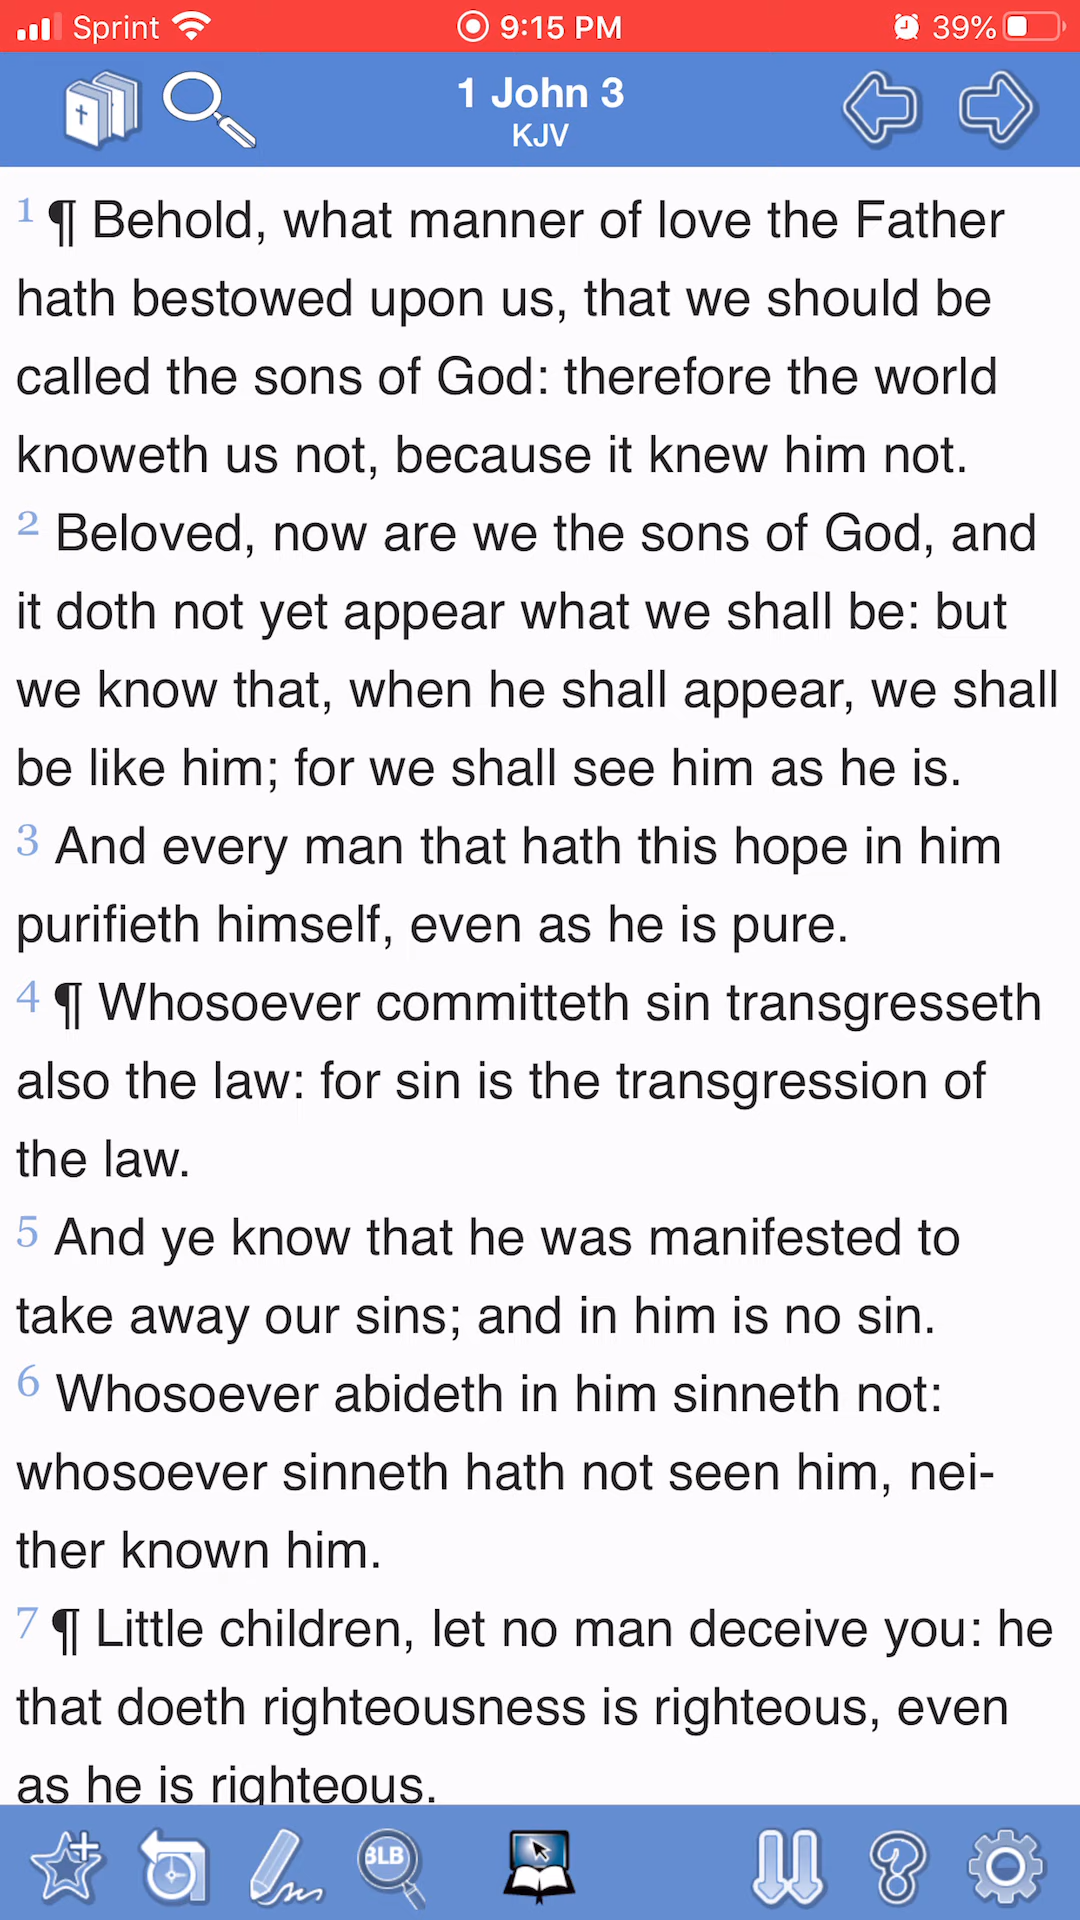 Sprint 9:15 PM 39%
1 John 3
KJV
1 ¶ Behold, what manner of love the Father
hath bestowed upon us, that we should be
called the sons of God: therefore the world
knoweth us not, because it knew him not.
2 Beloved, now are we the sons of God, and
it doth not yet appear what we shall be: but
we know that, when he shall appear, we shall
be like him; for we shall see him as he is.
3 And every man that hath this hope in him
purifieth himself, even as he is pure.
4 ¶ Whosoever committeth sin transgresseth
also the law: for sin is the transgression of
the law.
5 And ye know that he was manifested to
take away our sins; and in him is no sin.
6 Whosoever abideth in him sinneth not:
whosoever sinneth hath not seen him, nei-
ther known him.
7 ¶ Little children, let no man deceive you: he
that doeth righteousness is righteous, even
as he is righteous.
BLB